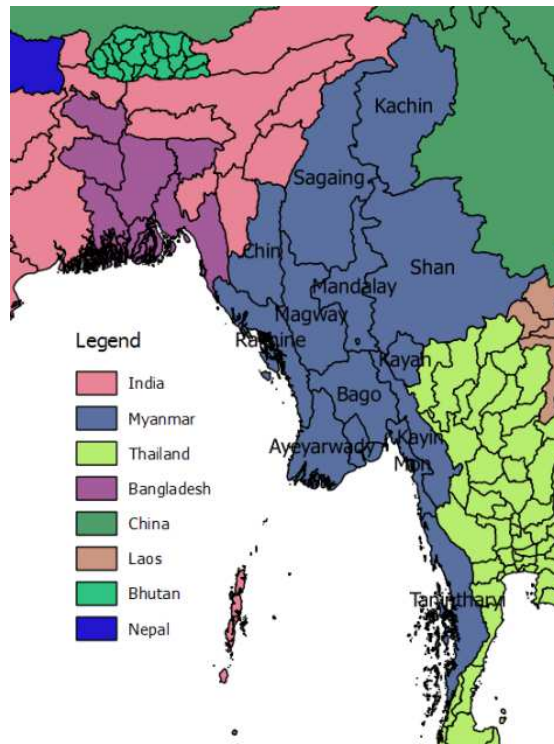 Kachin
Sagaing
Chin
Shan
Mandalay
Magway
Rakhine
Kayah
Bago
Ayeyarwady
Kayin
Mon
Tanintharyi
Legend
India
Myanmar
Thailand
Bangladesh
China
Laos
Bhutan
Nepal